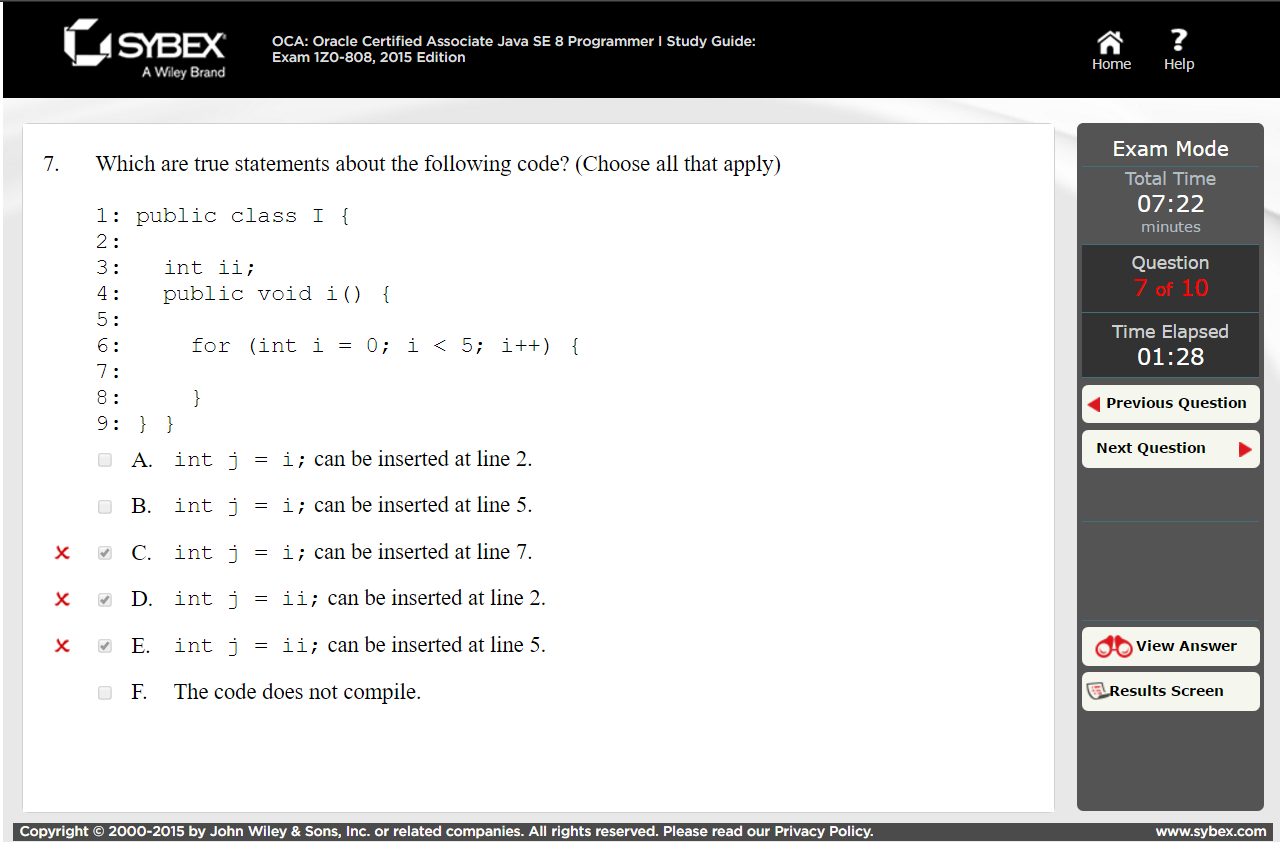 SYBEX
A Wiley Brand
OCA: Oracle Certified Associate Java SE 8 Programmer I Study Guide:
Exam 1Z0-808, 2015 Edition
Home
Help
7. Which are true statements about the following code? (Choose all that apply)
1: public class I {
2:
3: int ii;
4: public void i() {
5:
6: for (int i = 0; i < 5; i++) {
7:
8: }
9: } }
A. int j = i; can be inserted at line 2.
B. int j = i; can be inserted at line 5.
C. int j = i; can be inserted at line 7.
D. int j = ii; can be inserted at line 2.
E. int j = ii; can be inserted at line 5.
F. The code does not compile.
Exam Mode
Total Time
07:22
minutes
Question
7 of 10
Time Elapsed
01:28
Previous Question
Next Question
View Answer
Results Screen
Copyright © 2000-2015 by John Wiley & Sons, Inc. or related companies. All rights reserved. Please read our Privacy Policy.
www.sybex.com